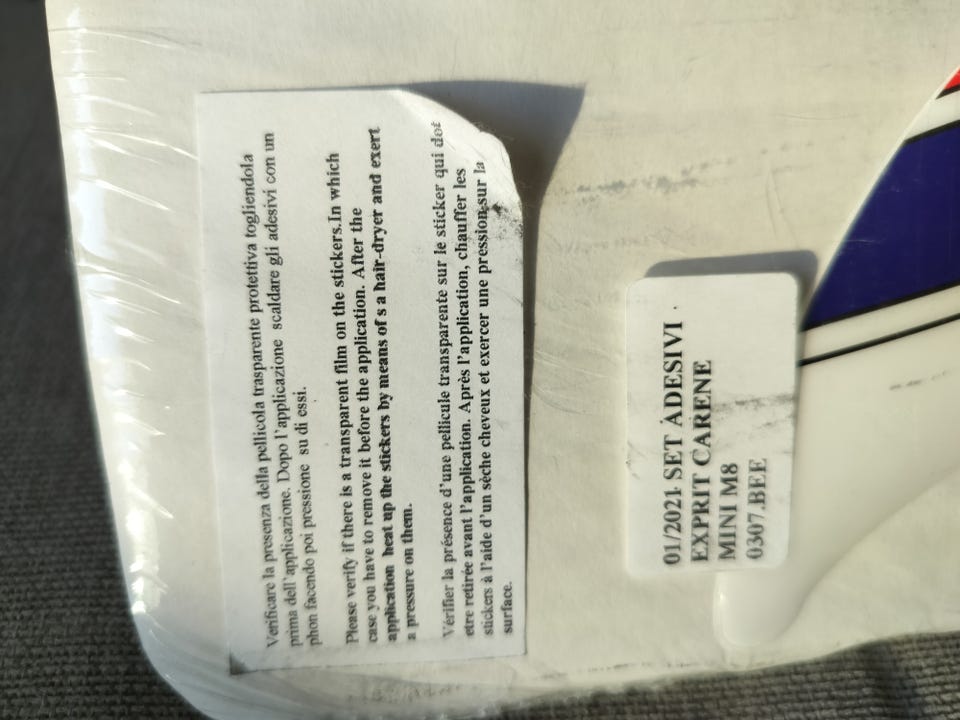 Verificare la presenza della pellicola trasparente protettiva togliendola
prima dell'applicazione. Dopo l'applicazione scaldare gli adesivi con un
phon facendo poi pressione su di essi.
Please verify if there is a transparent film on the stickers.In which
case you have to remove it before the application. After the
application heat up the stickers by means of s a hair-dryer and exert
a pressure on them.
Vérifier la présence d'une pellicule transparente sur le sticker qui dot
etre retirée avant l'application. Après l'application, chauffer les
stickers à l'aide d'un sèche cheveux et exercer une pression sur la
surface.
01/2021 SET ADESIVI
EXPRIT CARENE
MINI M8
0307.BEE